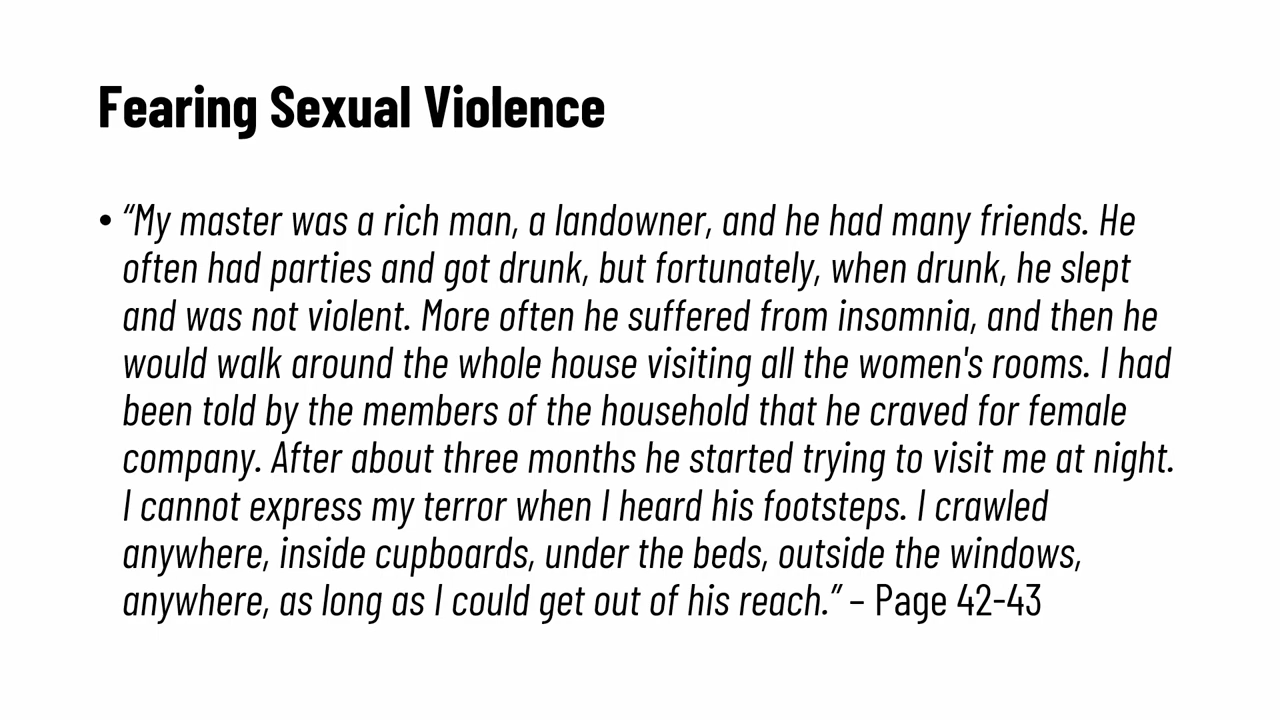 Fearing Sexual Violence
• “My master was a rich man, a landowner, and he had many friends. He
often had parties and got drunk, but fortunately, when drunk, he slept
and was not violent. More often he suffered from insomnia, and then he
would walk around the whole house visiting all the women's rooms. I had
been told by the members of the household that he craved for female
company. After about three months he started trying to visit me at night.
I cannot express my terror when I heard his footsteps. I crawled
anywhere, inside cupboards, under the beds, outside the windows,
anywhere, as long as I could get out of his reach.” – Page 42-43